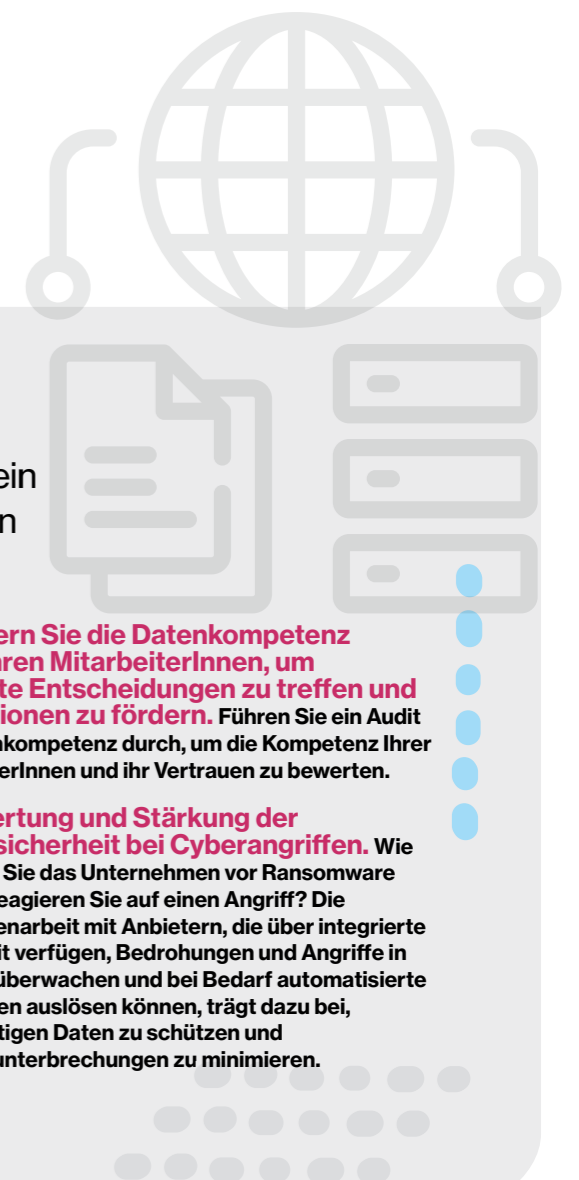 ein
n
ern Sie die Datenkompetenz
hren MitarbeiterInnen, um
te Entscheidungen zu treffen und
ionen zu fördern. Führen Sie ein Audit
nkompetenz durch, um die Kompetenz Ihrer
erInnen und ihr Vertrauen zu bewerten.
ertung und Stärkung der
sicherheit bei Cyberangriffen. Wie
Sie das Unternehmen vor Ransomware
eagieren Sie auf einen Angriff? Die
enarbeit mit Anbietern, die über integrierte
it verfügen, Bedrohungen und Angriffe in
überwachen und bei Bedarf automatisierte
en auslösen können, trägt dazu bei,
tigen Daten zu schützen und
unterbrechungen zu minimieren.